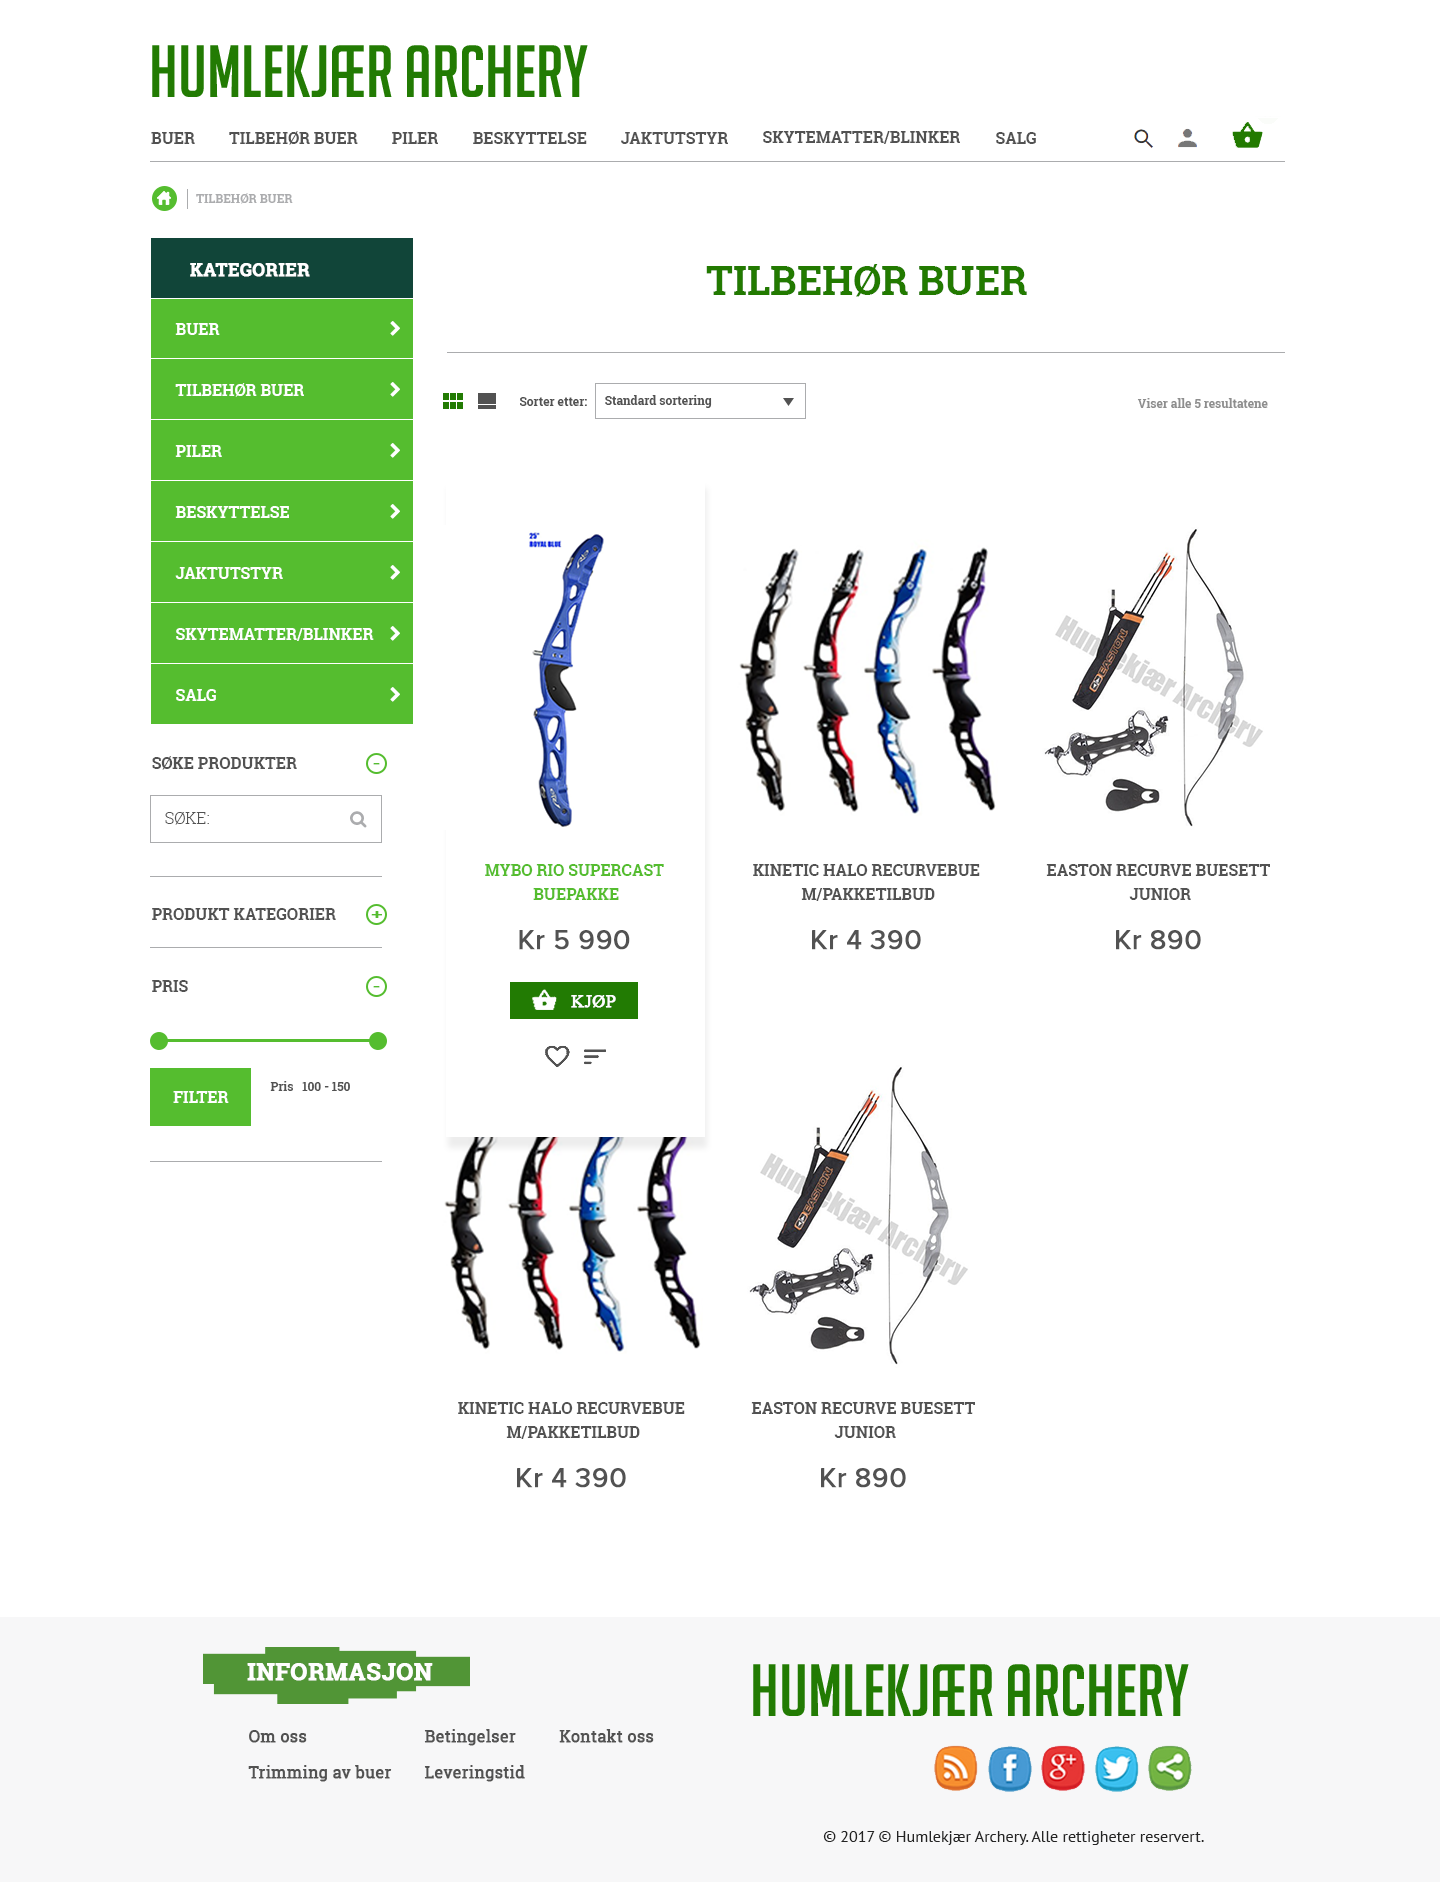 HUMLEKJÆR ARCHERY
BUER TILBEHØR BUER PILER BESKYTTELSE JAKTUTSTYR SKYTEMATTER/BLINKER SALG
TILBEHØR BUER
KATEGORIER
BUER
TILBEHØR BUER
PILER
BESKYTTELSE
JAKTUTSTYR
SKYTEMATTER/BLINKER
SALG
SØKE PRODUKTER
SØKE:
PRODUKT KATEGORIER
PRIS
FILTER
Pris 100 - 150
TILBEHØR BUER
Sorter etter: Standard sortering
Viser alle 5 resultatene
25"
ROYAL BLUE
EASTON
Humlekjær Archery
MYBO RIO SUPERCAST
BUEPAKKE
Kr 5 990
KJØP
KINETIC HALO RECURVEBUE
M/PAKKETILBUD
Kr 4 390
EASTON RECURVE BUESETT
JUNIOR
Kr 890
EASTON
Humlekjær Archery
KINETIC HALO RECURVEBUE
M/PAKKETILBUD
Kr 4 390
EASTON RECURVE BUESETT
JUNIOR
Kr 890
INFORMASJON
Om oss Betingelser Kontakt oss
Trimming av buer Leveringstid
HUMLEKJÆR ARCHERY
© 2017 © Humlekjær Archery. Alle rettigheter reservert.